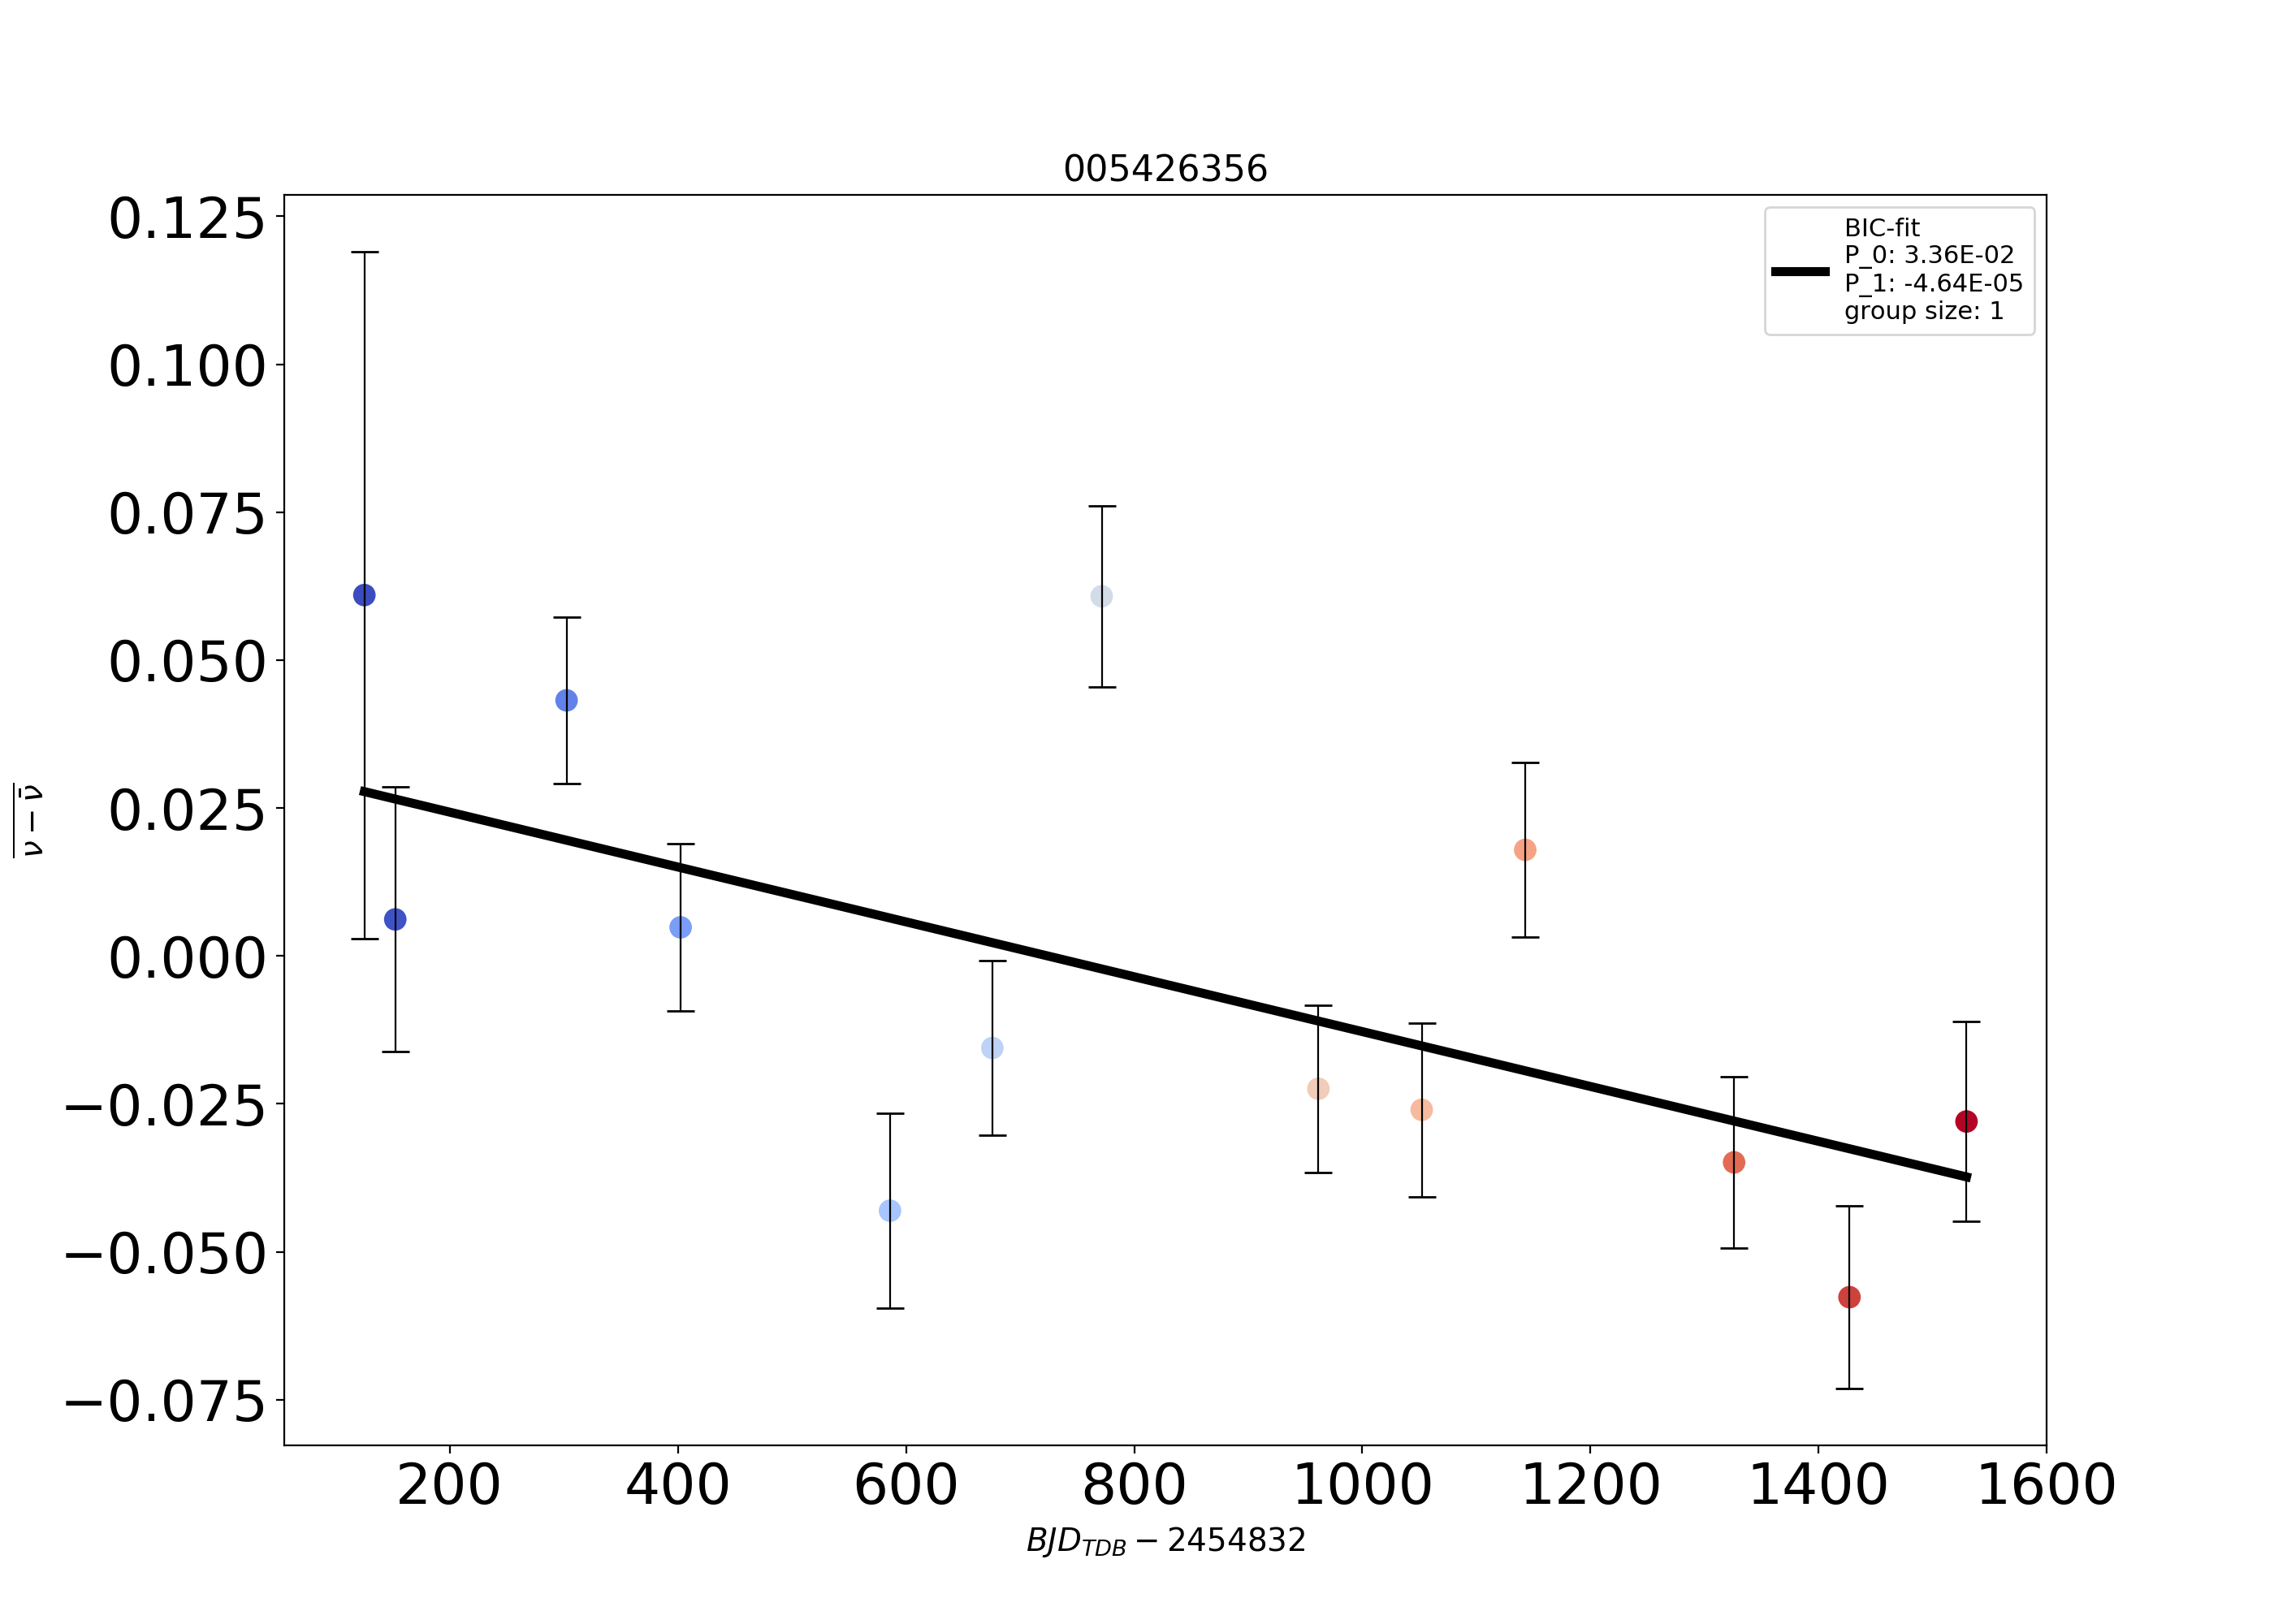 005426356
BIC-fit
P_0: 3.36E-02
P_1: -4.64E-05
group size: 1
0.125
0.100
0.075
0.050
0.025
0.000
−0.025
−0.050
−0.075
ν − ν̄
200 400 600 800 1000 1200 1400 1600
BJD_TDB − 2454832